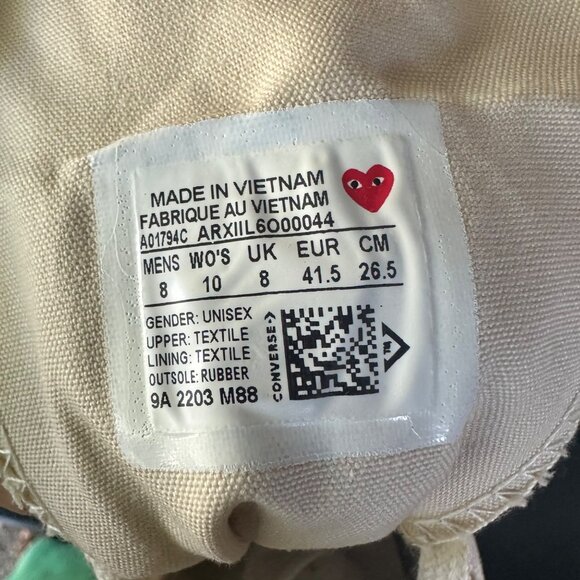 MADE IN VIETNAM
FABRIQUE AU VIETNAM
A01794C ARXIIL6O00044
MENS WO'S UK EUR CM
8 10 8 41.5 26.5
GENDER: UNISEX
UPPER: TEXTILE
LINING: TEXTILE
OUTSOLE: RUBBER
9A 2203 M88
CONVERSE
TM